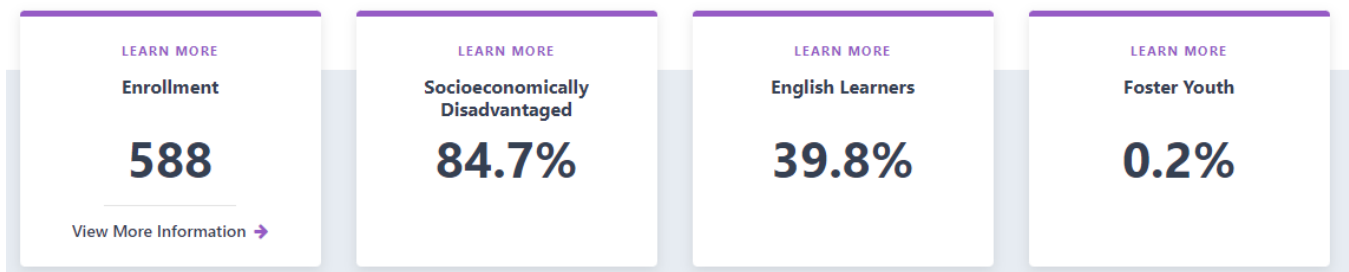 LEARN MORE
Enrollment
588
View More Information
LEARN MORE
Socioeconomically
Disadvantaged
84.7%
LEARN MORE
English Learners
39.8%
LEARN MORE
Foster Youth
0.2%